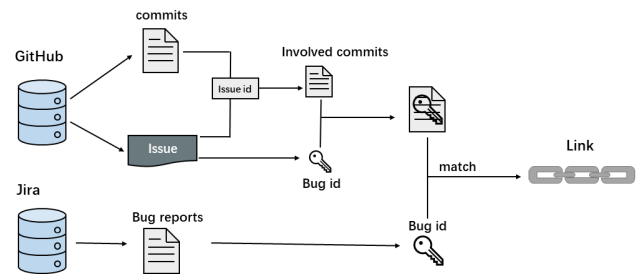 commits
GitHub
Involved commits
Issue id
Issue
Link
match
Bug id
Jira
Bug reports
Bug id